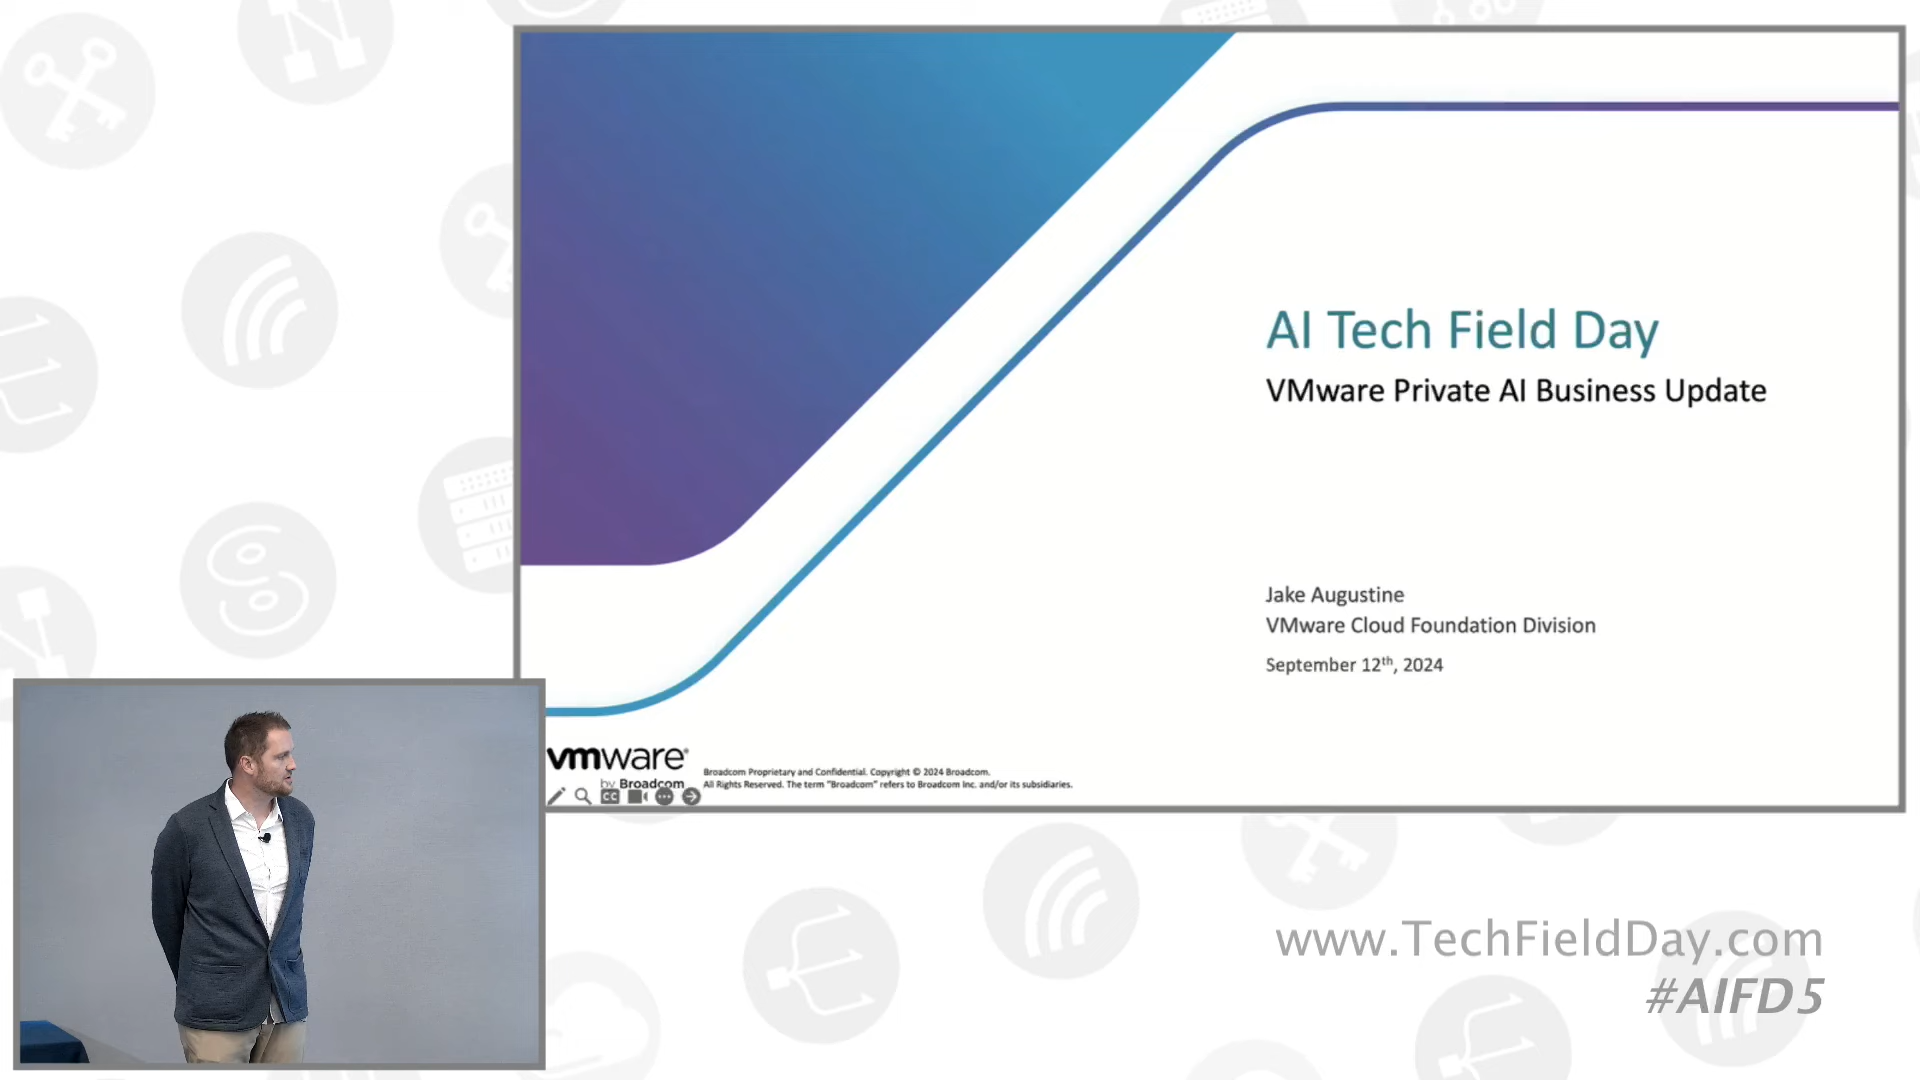 AI Tech Field Day
VMware Private AI Business Update
Jake Augustine
VMware Cloud Foundation Division
September 12th, 2024
vmware®
by Broadcom
Broadcom Proprietary and Confidential. Copyright © 2024 Broadcom.
All Rights Reserved. The term "Broadcom" refers to Broadcom Inc. and/or its subsidiaries.
CC
www.TechFieldDay.com
#AIFD5